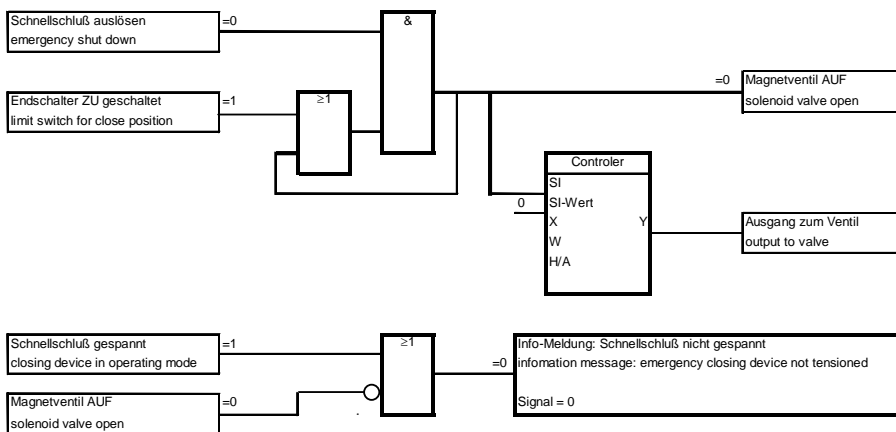 Schnellschluß auslösen
emergency shut down
=0
&
Endschalter ZU geschaltet
limit switch for close position
=1
≥1
=0
Magnetventil AUF
solenoid valve open
Controler
SI
0
SI-Wert
X
Y
W
H/A
Ausgang zum Ventil
output to valve
Schnellschluß gespannt
closing device in operating mode
=1
≥1
=0
Info-Meldung: Schnellschluß nicht gespannt
infomation message: emergency closing device not tensioned
Signal = 0
Magnetventil AUF
solenoid valve open
=0